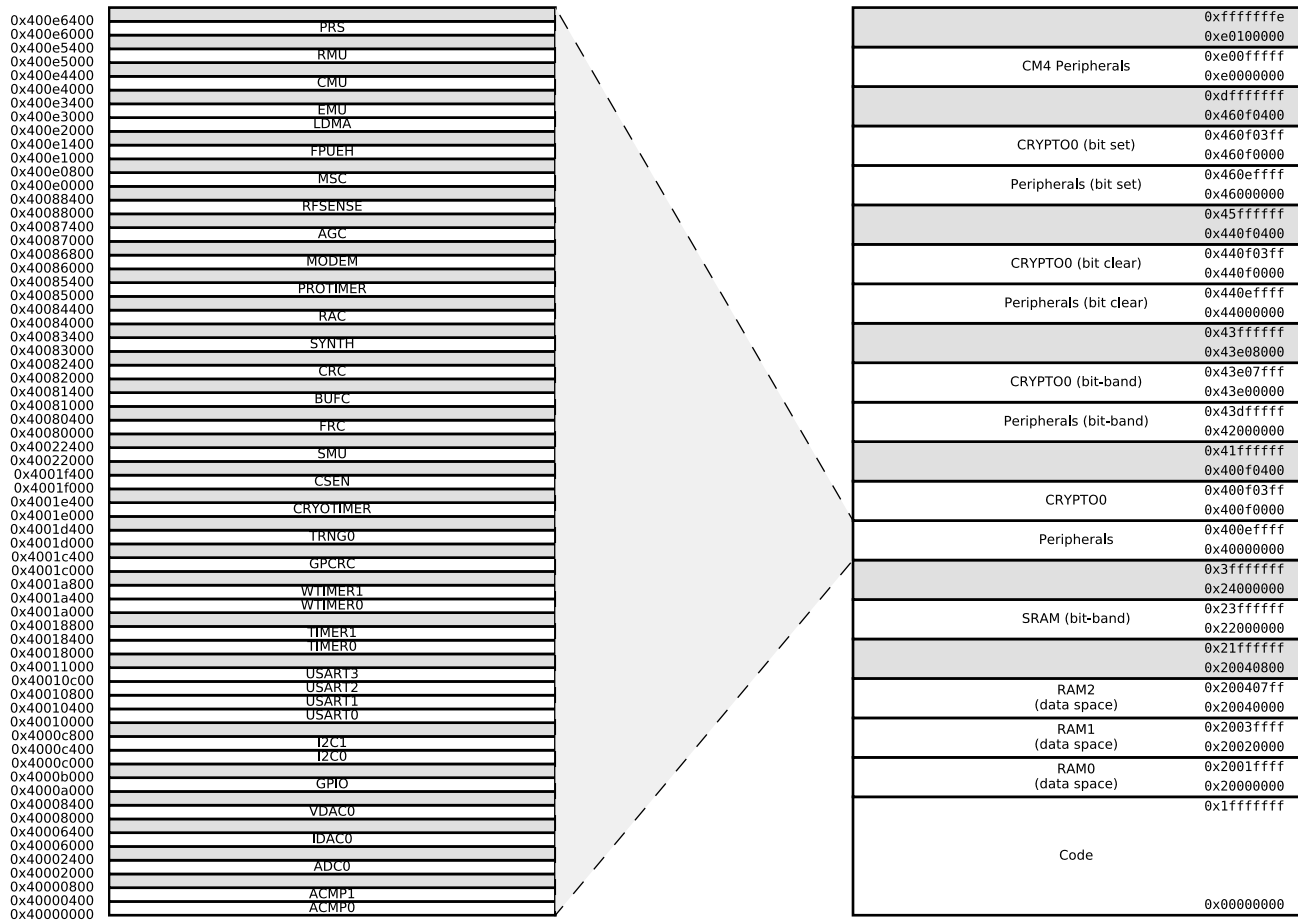 0x400e6400
PRS
0x400e6000
0x400e5400
RMU
0x400e5000
0x400e4400
CMU
0x400e4000
0x400e3400
EMU
0x400e3000
LDMA
0x400e2000
0x400e1400
FPUEH
0x400e1000
0x400e0800
MSC
0x400e0000
0x40088400
RFSENSE
0x40088000
0x40087400
AGC
0x40087000
0x40086800
MODEM
0x40086000
0x40085400
PROTIMER
0x40085000
0x40084400
RAC
0x40084000
0x40083400
SYNTH
0x40083000
0x40082400
CRC
0x40082000
0x40081400
BUFC
0x40081000
0x40080400
FRC
0x40080000
0x40022400
SMU
0x40022000
0x4001f400
CSEN
0x4001f000
0x4001e400
CRYOTIMER
0x4001e000
0x4001d400
TRNG0
0x4001d000
0x4001c400
GPCRC
0x4001c000
0x4001a800
WTIMER1
0x4001a400
WTIMER0
0x4001a000
0x40018800
TIMER1
0x40018400
TIMER0
0x40018000
0x40011000
USART3
0x40010c00
USART2
0x40010800
USART1
0x40010400
USART0
0x40010000
0x4000c800
I2C1
0x4000c400
I2C0
0x4000c000
0x4000b000
GPIO
0x4000a000
0x40008400
VDAC0
0x40008000
0x40006400
IDAC0
0x40006000
0x40002400
ADC0
0x40002000
0x40000800
ACMP1
0x40000400
ACMP0
0x40000000
0xfffffffe
0xe0100000
0xe00fffff
CM4 Peripherals
0xe0000000
0xdfffffff
0x460f0400
0x460f03ff
CRYPTO0 (bit set)
0x460f0000
0x460effff
Peripherals (bit set)
0x46000000
0x45ffffff
0x440f0400
0x440f03ff
CRYPTO0 (bit clear)
0x440f0000
0x440effff
Peripherals (bit clear)
0x44000000
0x43ffffff
0x43e08000
0x43e07fff
CRYPTO0 (bit-band)
0x43e00000
0x43dfffff
Peripherals (bit-band)
0x42000000
0x41ffffff
0x400f0400
0x400f03ff
CRYPTO0
0x400f0000
0x400effff
Peripherals
0x40000000
0x3fffffff
0x24000000
0x23ffffff
SRAM (bit-band)
0x22000000
0x21ffffff
0x20040800
RAM2 0x200407ff
(data space) 0x20040000
RAM1 0x2003ffff
(data space) 0x20020000
RAM0 0x2001ffff
(data space) 0x20000000
0x1fffffff
Code
0x00000000